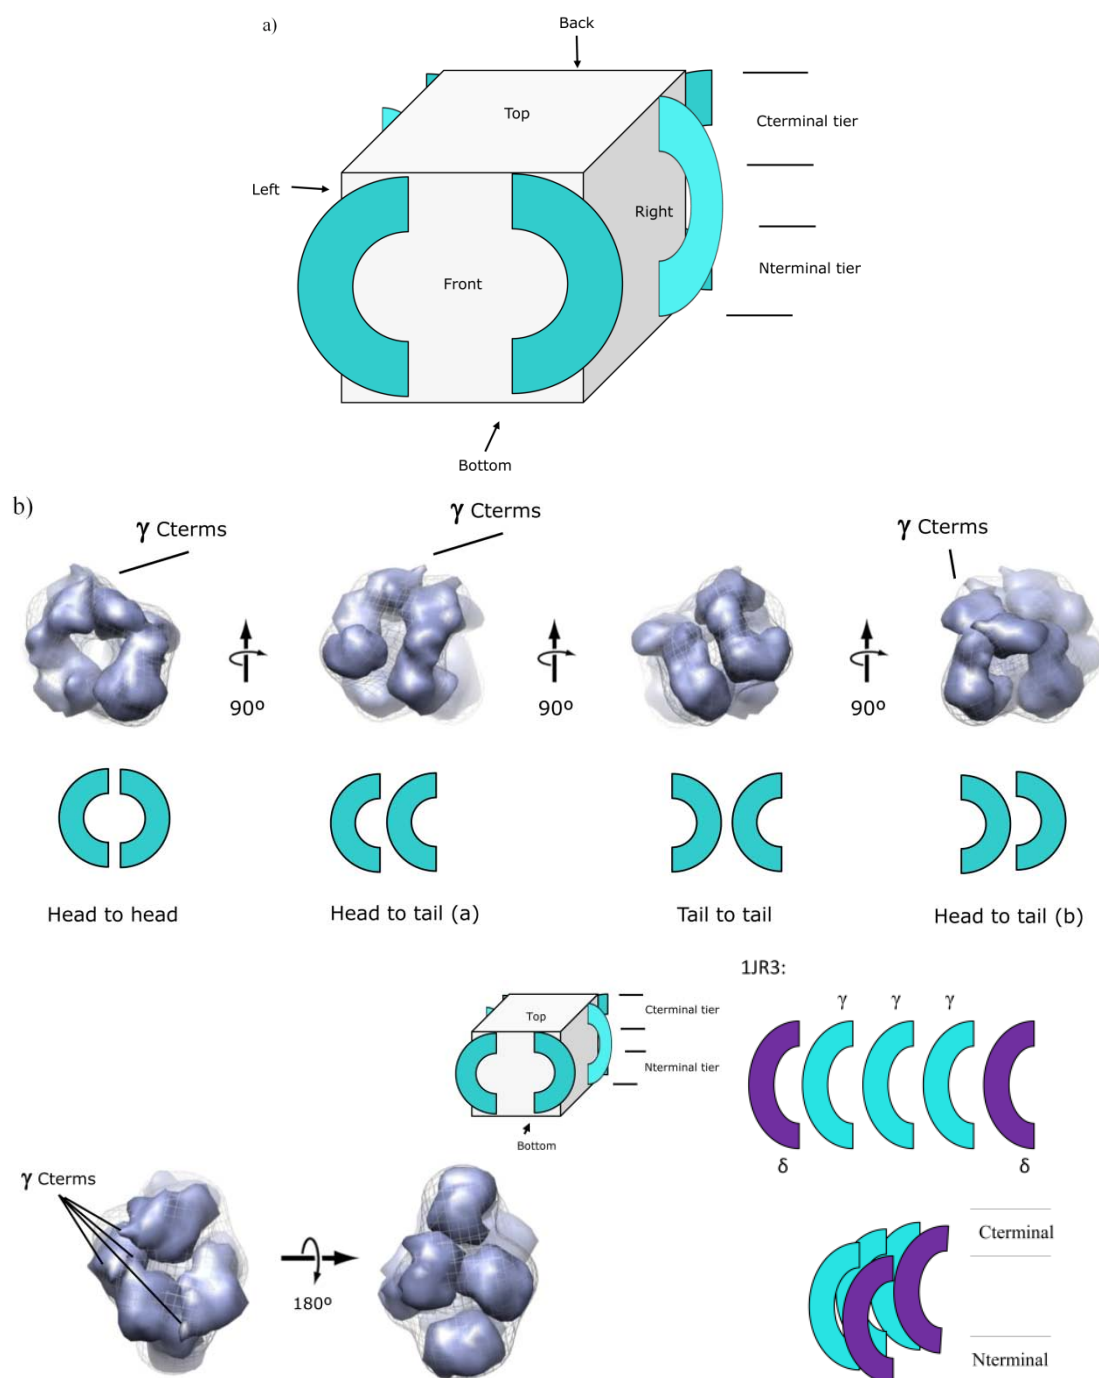 a)
Back
Top
Cterminal tier
Left
Right
Nterminal tier
Front
Bottom
b)
γ Cterms
γ Cterms
γ Cterms
90º
90º
90º
Head to head
Head to tail (a)
Tail to tail
Head to tail (b)
1JR3:
Top
Cterminal tier
Nterminal tier
Bottom
γ γ γ
δ δ
γ Cterms
180º
Cterminal
Nterminal